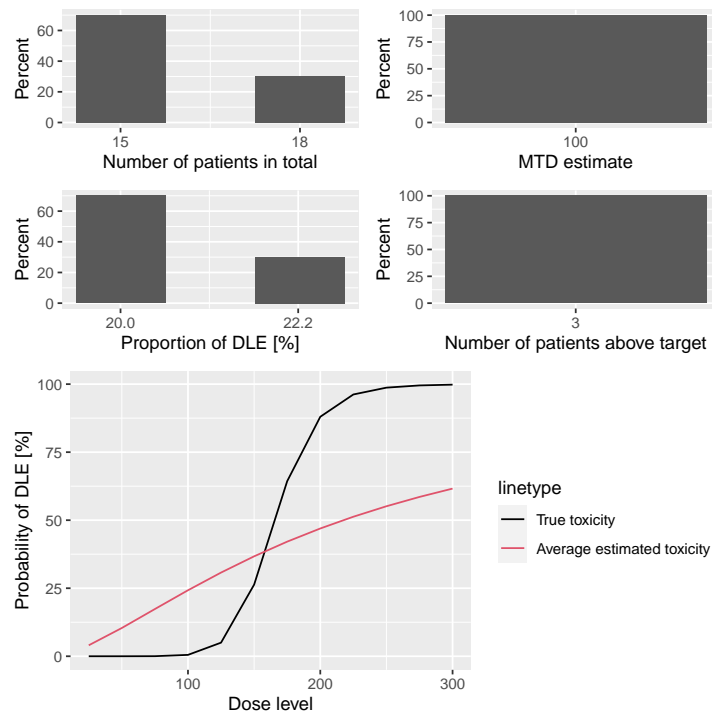 Percent
60
40
20
0
15 18
Number of patients in total
Percent
100
75
50
25
0
100
MTD estimate
Percent
60
40
20
0
20.0 22.2
Proportion of DLE [%]
Percent
100
75
50
25
0
3
Number of patients above target
Probability of DLE [%]
100
75
50
25
0
100 200 300
Dose level
linetype
True toxicity
Average estimated toxicity